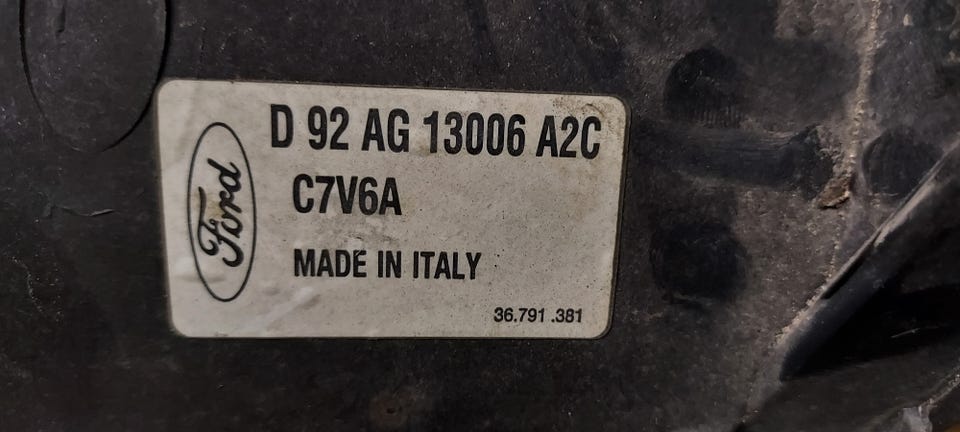 Ford
D 92 AG 13006 A2C
C7V6A
MADE IN ITALY
36.791 .381